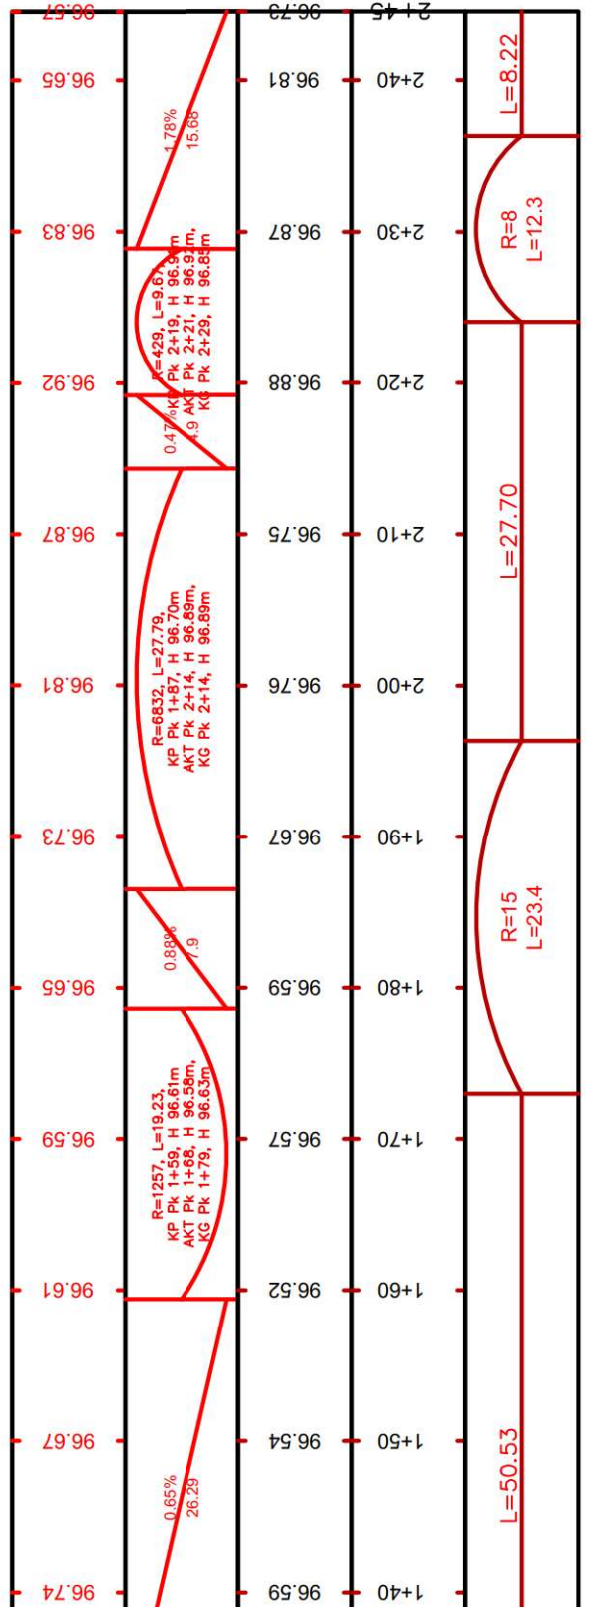 96.57
96.65
96.83
96.92
96.87
96.81
96.73
96.65
96.59
96.61
96.67
96.74
1.78%
15.68
R=429, L=9.67,
KP Pk 2+19, H
AKT Pk 2+21, H 96.92m,
KG Pk 2+29, H 96.85m
0.47%
4.9
R=6832, L=27.79,
KP Pk 1+87, H 96.70m
AKT Pk 2+14, H 96.89m,
KG Pk 2+14, H 96.89m
0.88%
7.9
R=1257, L=19.23,
KP Pk 1+59, H 96.61m
AKT Pk 1+68, H 96.58m,
KG Pk 1+79, H 96.63m
0.65%
26.29
96.73
96.81
96.87
96.88
96.75
96.76
96.67
96.59
96.57
96.52
96.54
96.59
2+45
2+40
2+30
2+20
2+10
2+00
1+90
1+80
1+70
1+60
1+50
1+40
L=8.22
R=8
L=12.3
L=27.70
R=15
L=23.4
L=50.53